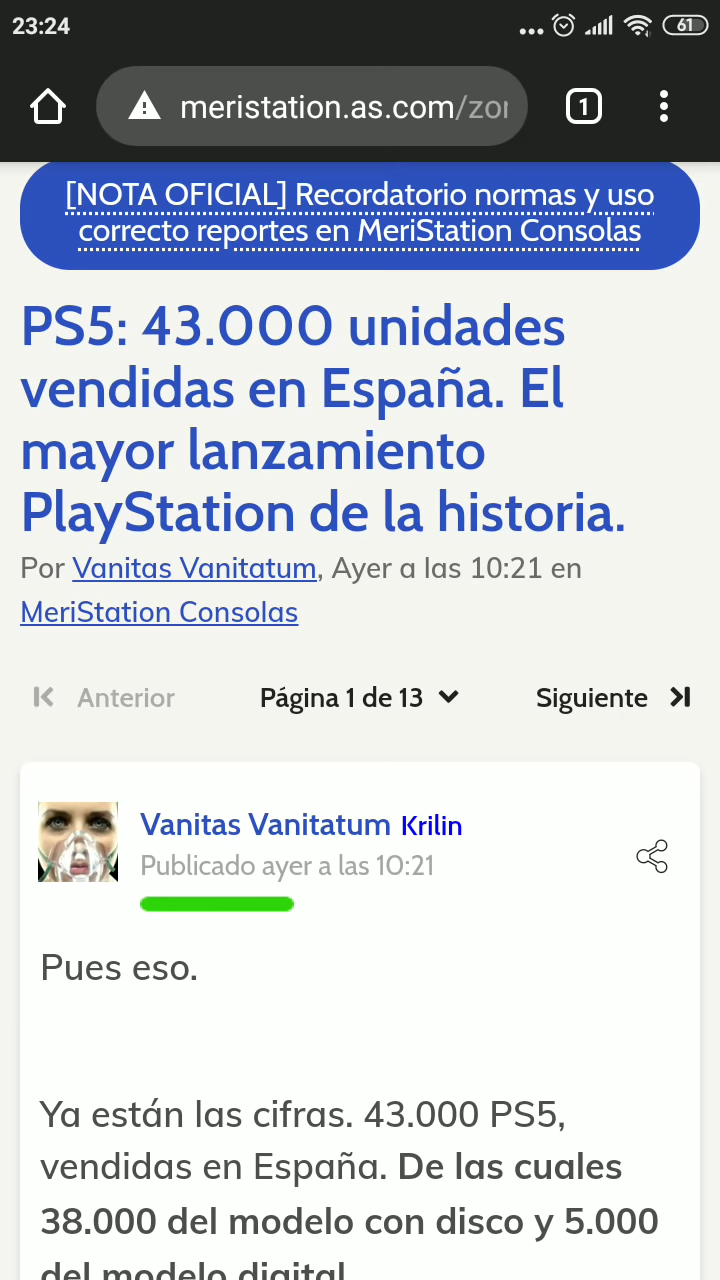 23:24
61
meristation.as.com/zor
1
[NOTA OFICIAL] Recordatorio normas y uso
correcto reportes en MeriStation Consolas
PS5: 43.000 unidades
vendidas en España. El
mayor lanzamiento
PlayStation de la historia.
Por Vanitas Vanitatum, Ayer a las 10:21 en
MeriStation Consolas
Anterior
Página 1 de 13
Siguiente
Vanitas Vanitatum Krilin
Publicado ayer a las 10:21
Pues eso.
Ya están las cifras. 43.000 PS5,
vendidas en España. De las cuales
38.000 del modelo con disco y 5.000
del modelo digital